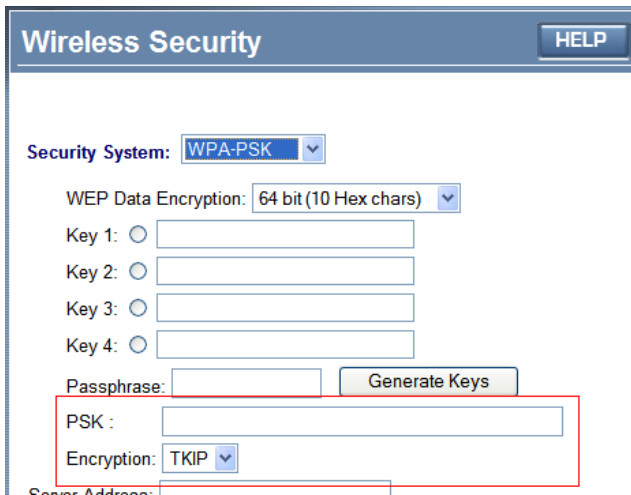 Wireless Security HELP
Security System: WPA-PSK
WEP Data Encryption: 64 bit (10 Hex chars)
Key 1:
Key 2:
Key 3:
Key 4:
Passphrase: Generate Keys
PSK :
Encryption: TKIP
Server Address: